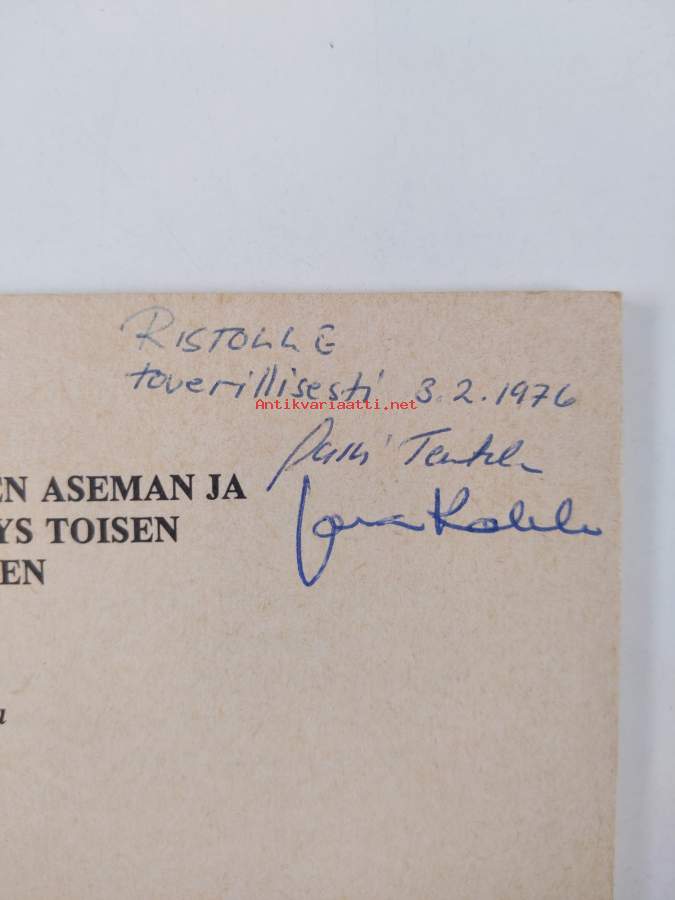 RISTOLLE
toverillisesti 3.2.1976
Antikvariaatti.net
EN ASEMAN JA
YS TOISEN
EN